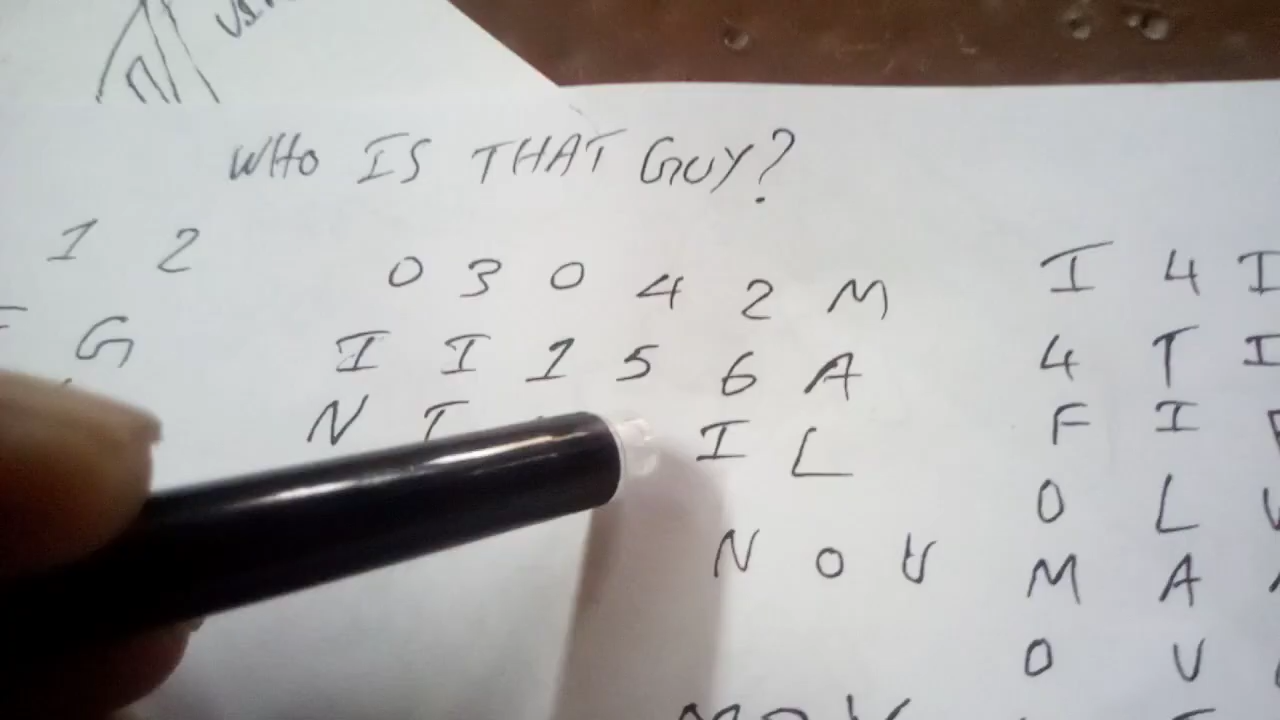 WHO IS THAT GUY?
1 2 0 3 0 4 2 M I 4 I
G I I 1 5 6 A 4 T I
N I L F I
O L
N O V M A
O V